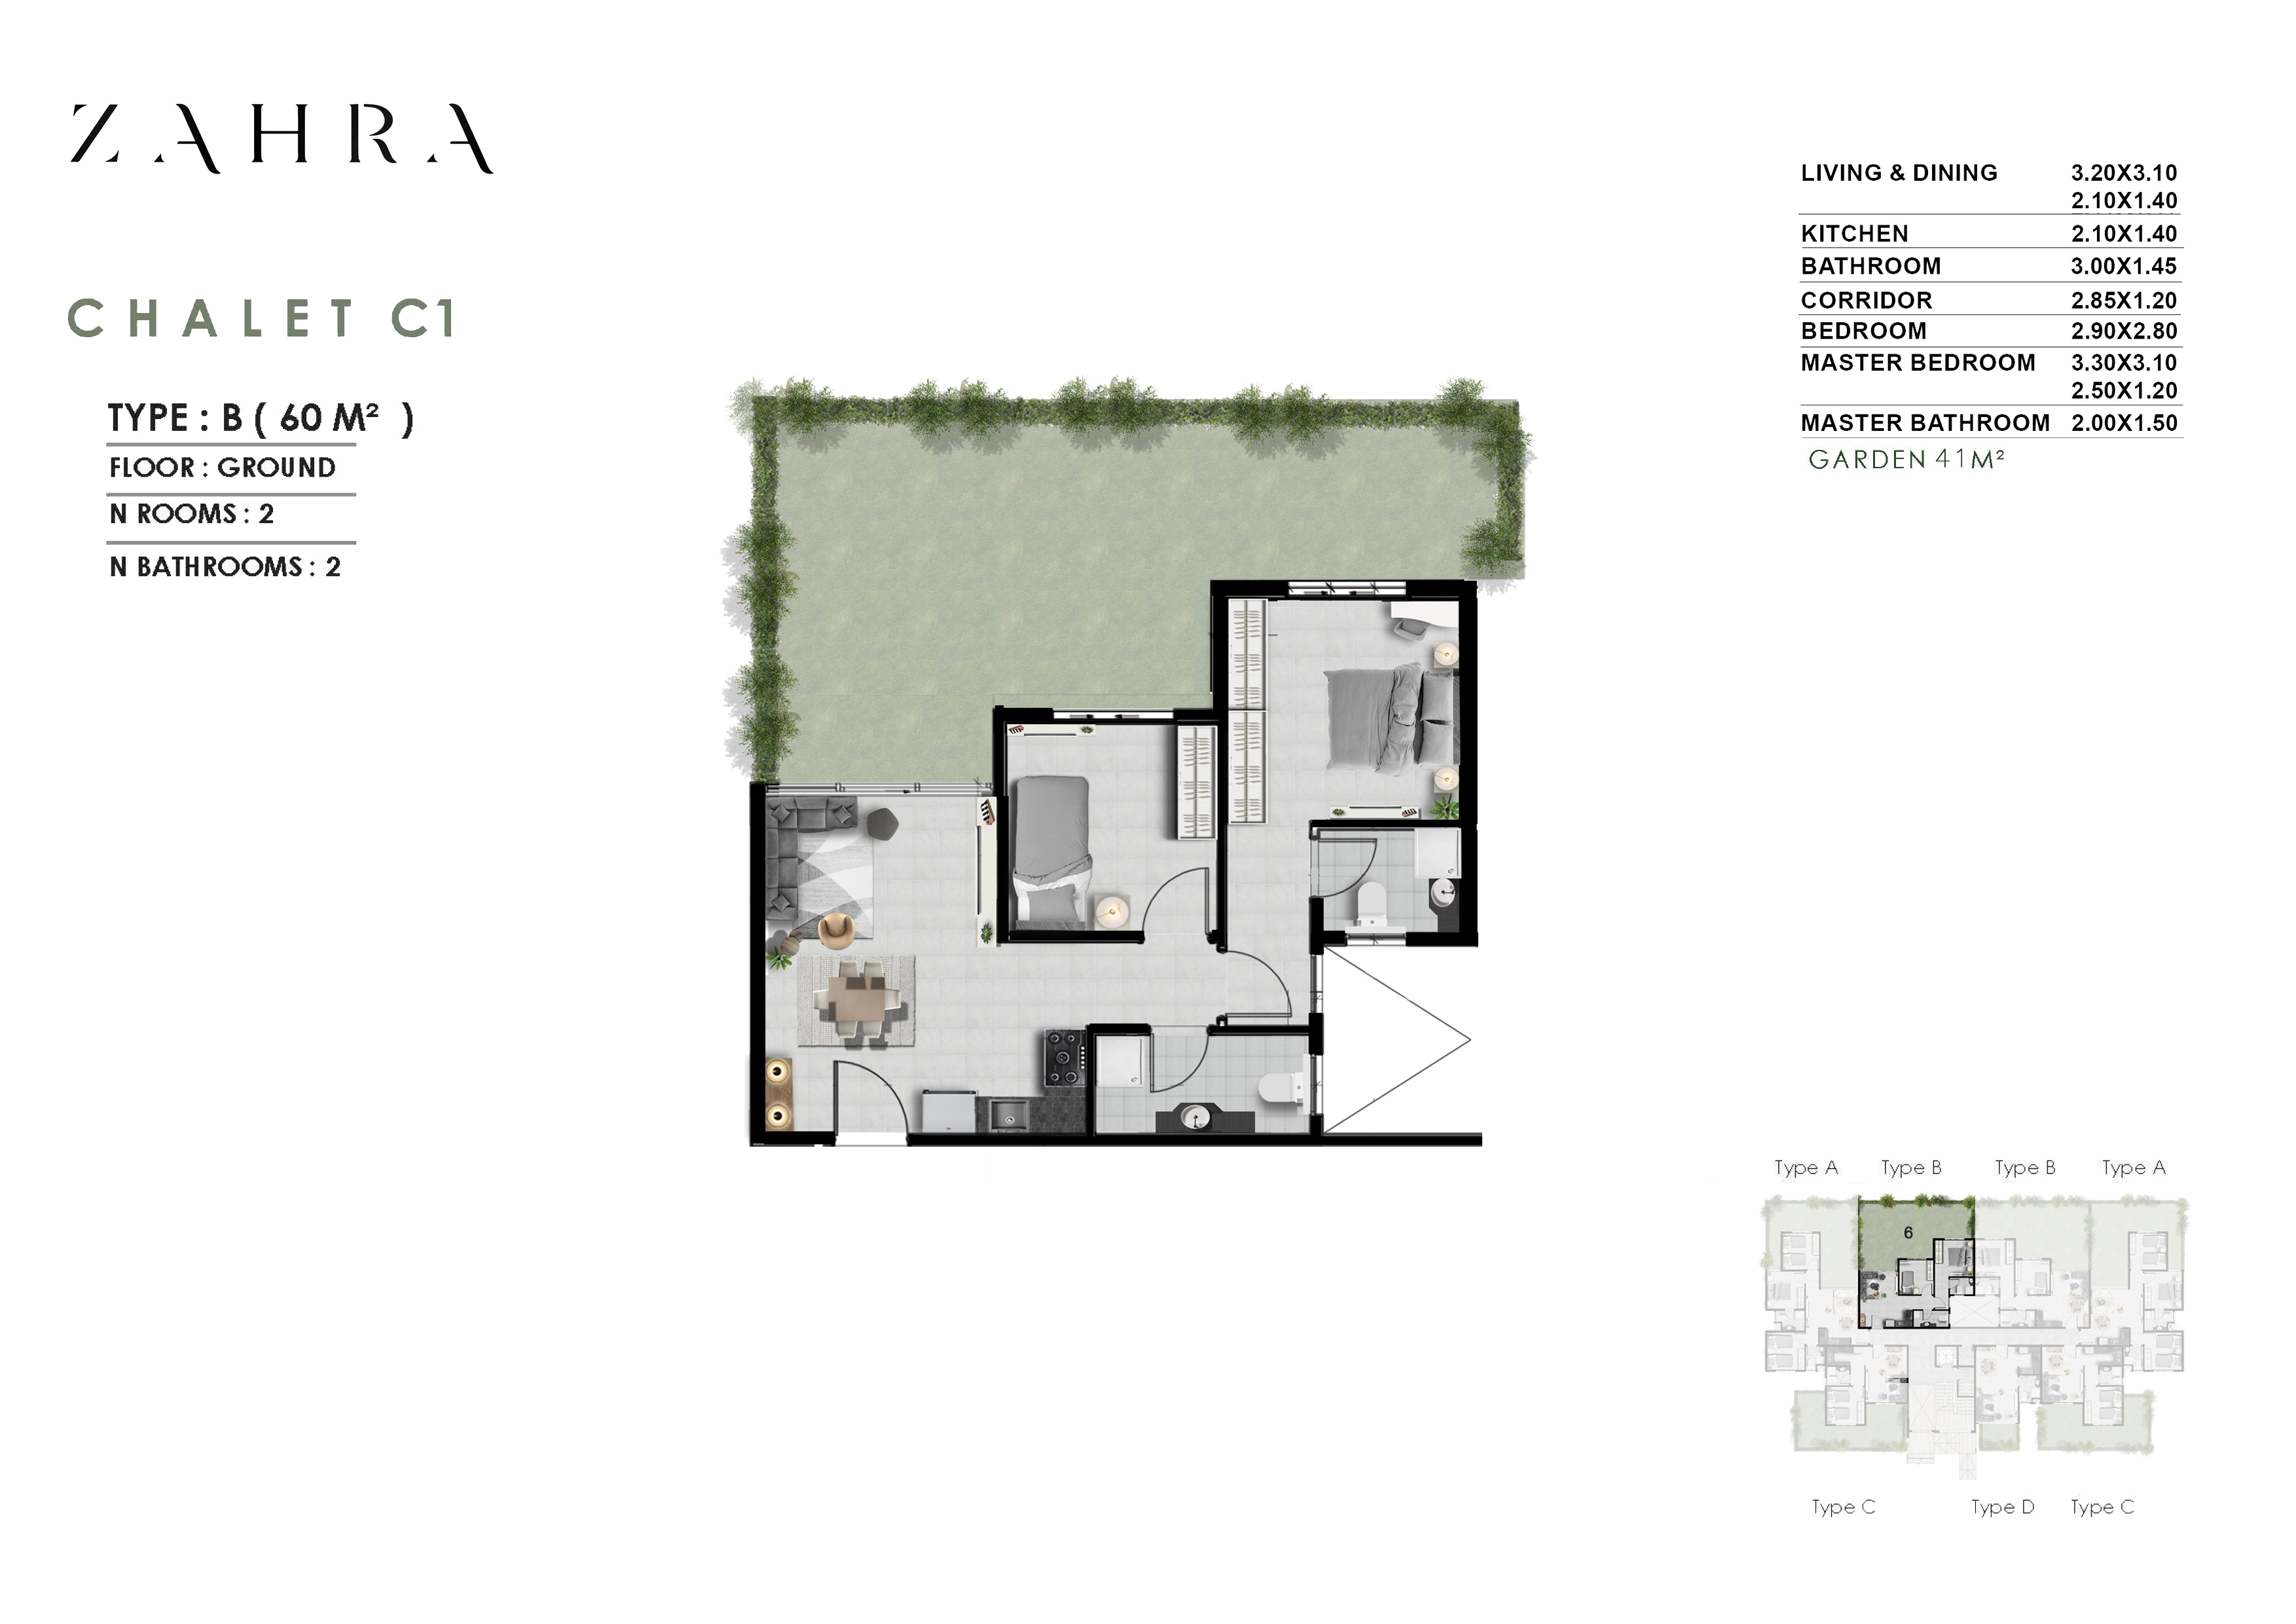 ZAHRA
CHALET C1
TYPE : B ( 60 M² )
FLOOR : GROUND
N ROOMS : 2
N BATHROOMS : 2
LIVING & DINING 3.20X3.10
2.10X1.40
KITCHEN 2.10X1.40
BATHROOM 3.00X1.45
CORRIDOR 2.85X1.20
BEDROOM 2.90X2.80
MASTER BEDROOM 3.30X3.10
2.50X1.20
MASTER BATHROOM 2.00X1.50
GARDEN 41M²
Type A Type B Type B Type A
6
Type C Type D Type C